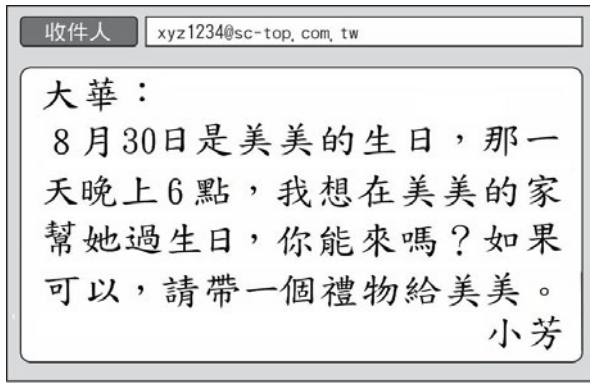 收件人 xyz1234@sc-top.com.tw
大華：
8月30日是美美的生日，那一
天晚上6點，我想在美美的家
幫她過生日，你能來嗎？如果
可以，請帶一個禮物給美美。
小芳